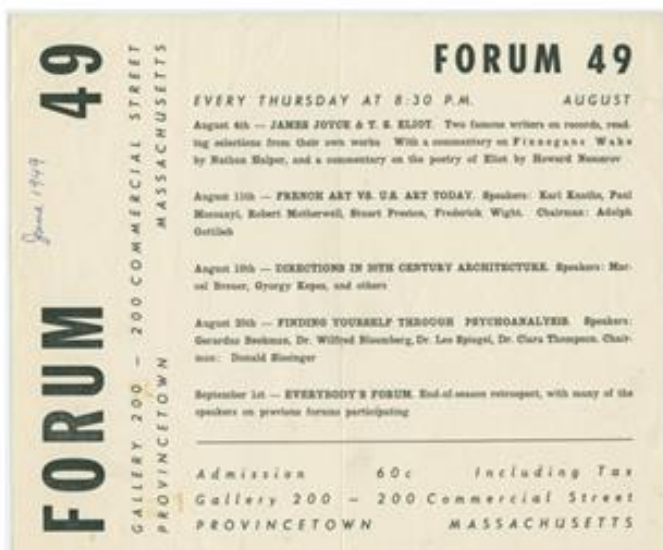 FORUM 49
GALLERY 200 — 200 COMMERCIAL STREET
PROVINCETOWN MASSACHUSETTS
June 1949
FORUM 49
EVERY THURSDAY AT 8:30 P.M. AUGUST
August 4th — JAMES JOYCE & T. S. ELIOT. Two famous writers on records, read-
ing selections from their own works With a commentary on Finnegans Wake
by Nathan Halper, and a commentary on the poetry of Eliot by Howard Nemerov
August 11th — FRENCH ART VS. U.S. ART TODAY. Speakers: Karl Knaths, Paul
Mocsanyi, Robert Motherwell, Stuart Preston, Frederick Wight. Chairman: Adolph
Gottlieb
August 18th — DIRECTIONS IN 20TH CENTURY ARCHITECTURE. Speakers: Mar-
cel Breuer, Gyorgy Kepes, and others
August 25th — FINDING YOURSELF THROUGH PSYCHOANALYSIS. Speakers:
Gerardus Beekman, Dr. Wilfred Bloomberg, Dr. Leo Spiegel, Dr. Clara Thompson. Chair-
man: Donald
September 1st — EVERYBODY'S FORUM. End-of-season retrospect, with many of the
speakers on previous forums participating
Admission 60c Including Tax
Gallery 200 — 200 Commercial Street
PROVINCETOWN MASSACHUSETTS